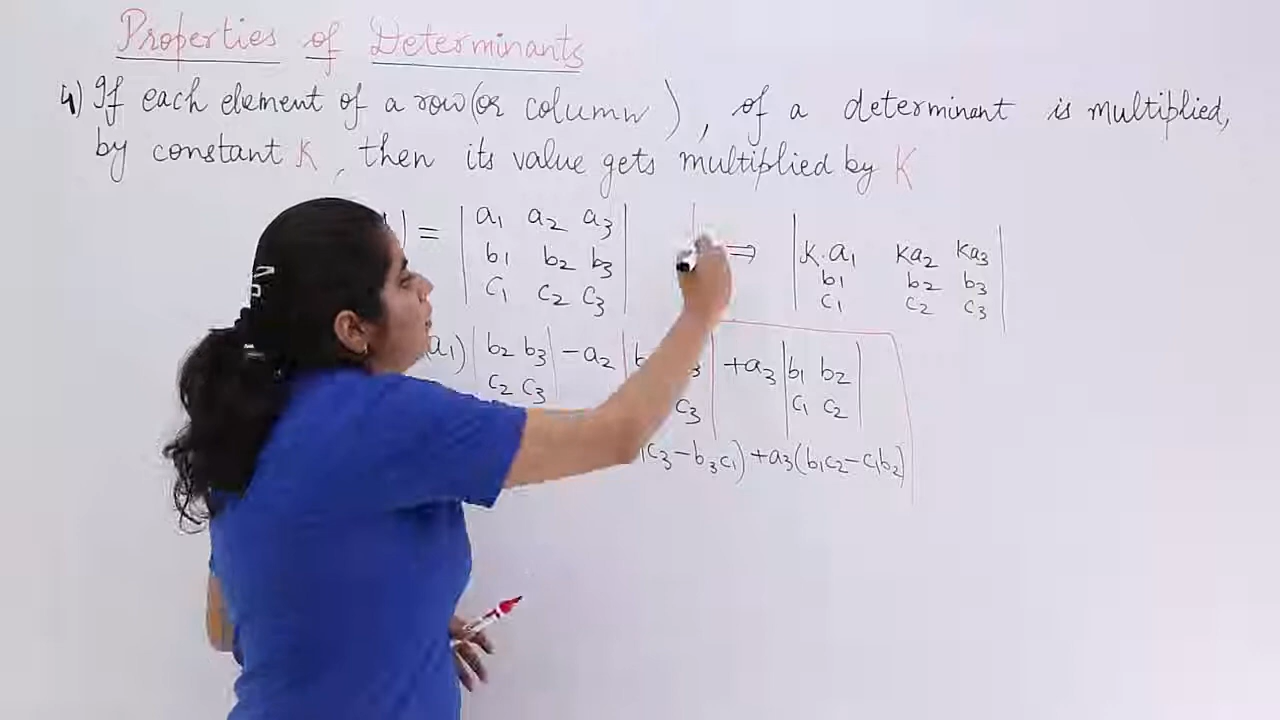 Properties of Determinants
4) If each element of a row (or column), of a determinant is multiplied,
by constant K, then its value gets multiplied by K
| = | a1 a2 a3 | ⇒ | K.a1 Ka2 Ka3 |
| b1 b2 b3 | | b1 b2 b3 |
| c1 c2 c3 | | c1 c2 c3 |
(a1) | b2 b3 | - a2 | + a3 | b1 b2 |
| c2 c3 | c3 | | c1 c2 |
c3 - b3c1) + a3(b1c2 - c1b2)